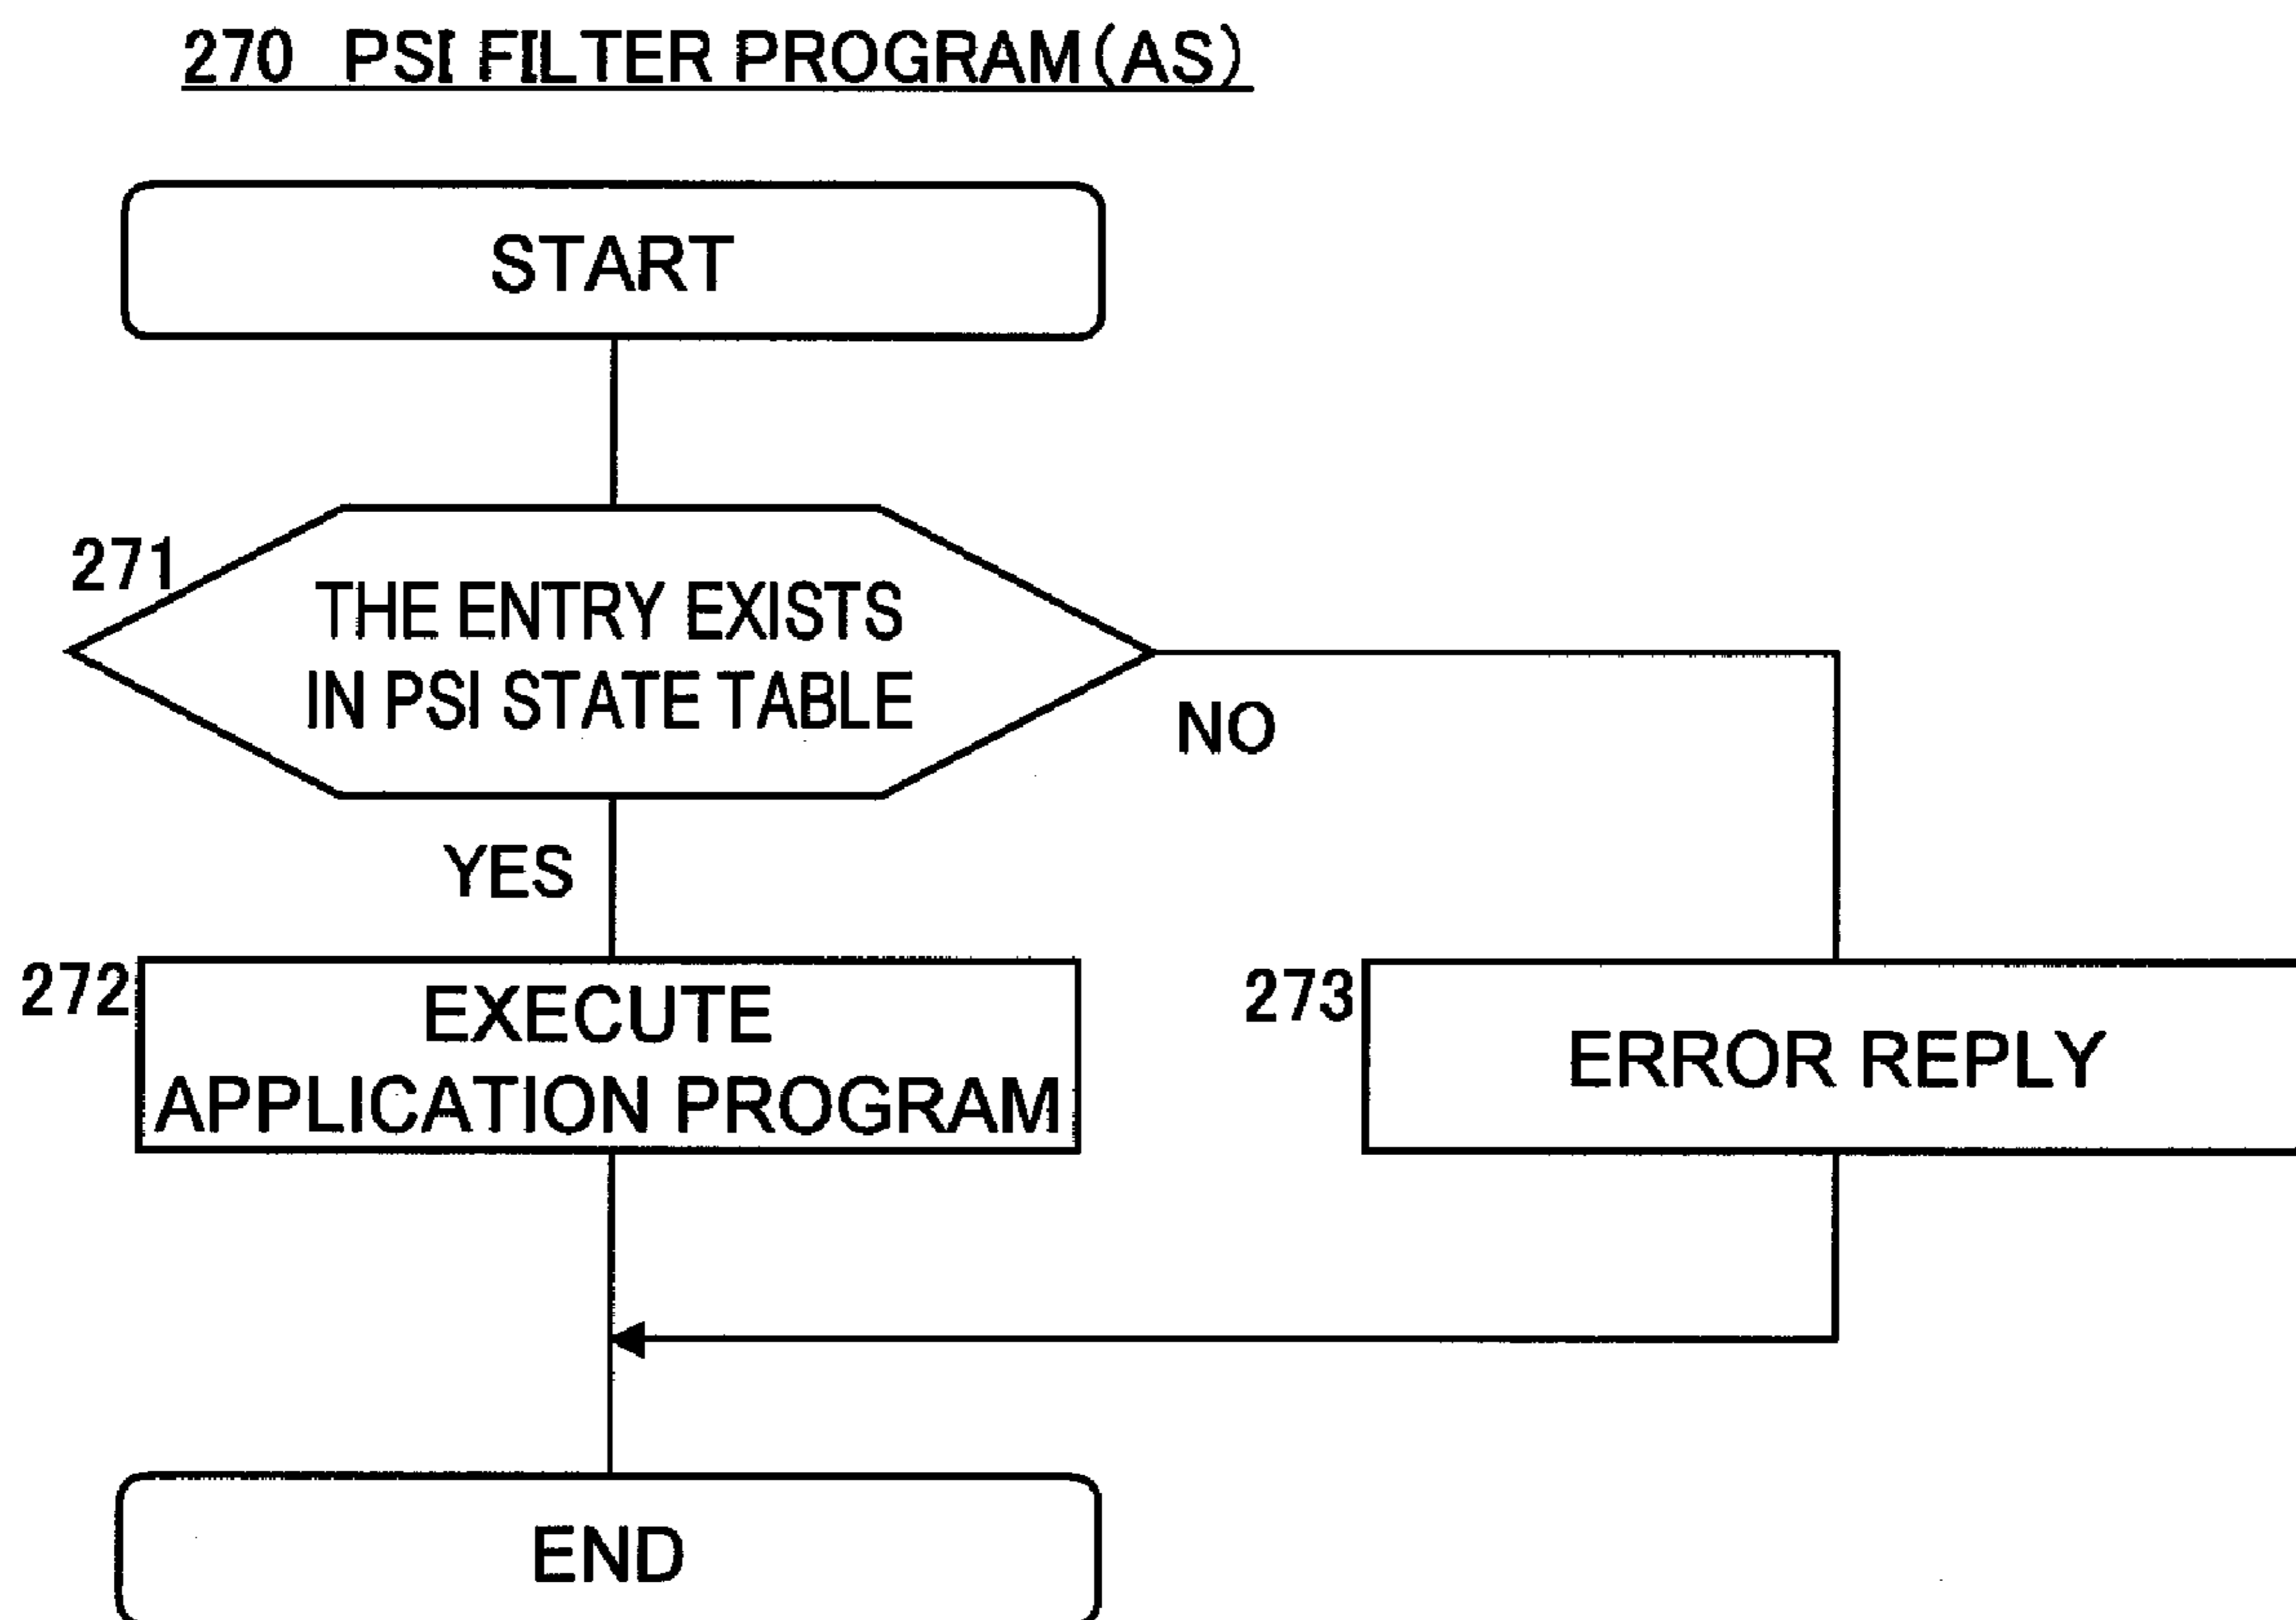 270 PSI FILTER PROGRAM(AS)
START
271
THE ENTRY EXISTS
IN PSI STATE TABLE
NO
YES
272
EXECUTE
APPLICATION PROGRAM
273
ERROR REPLY
END